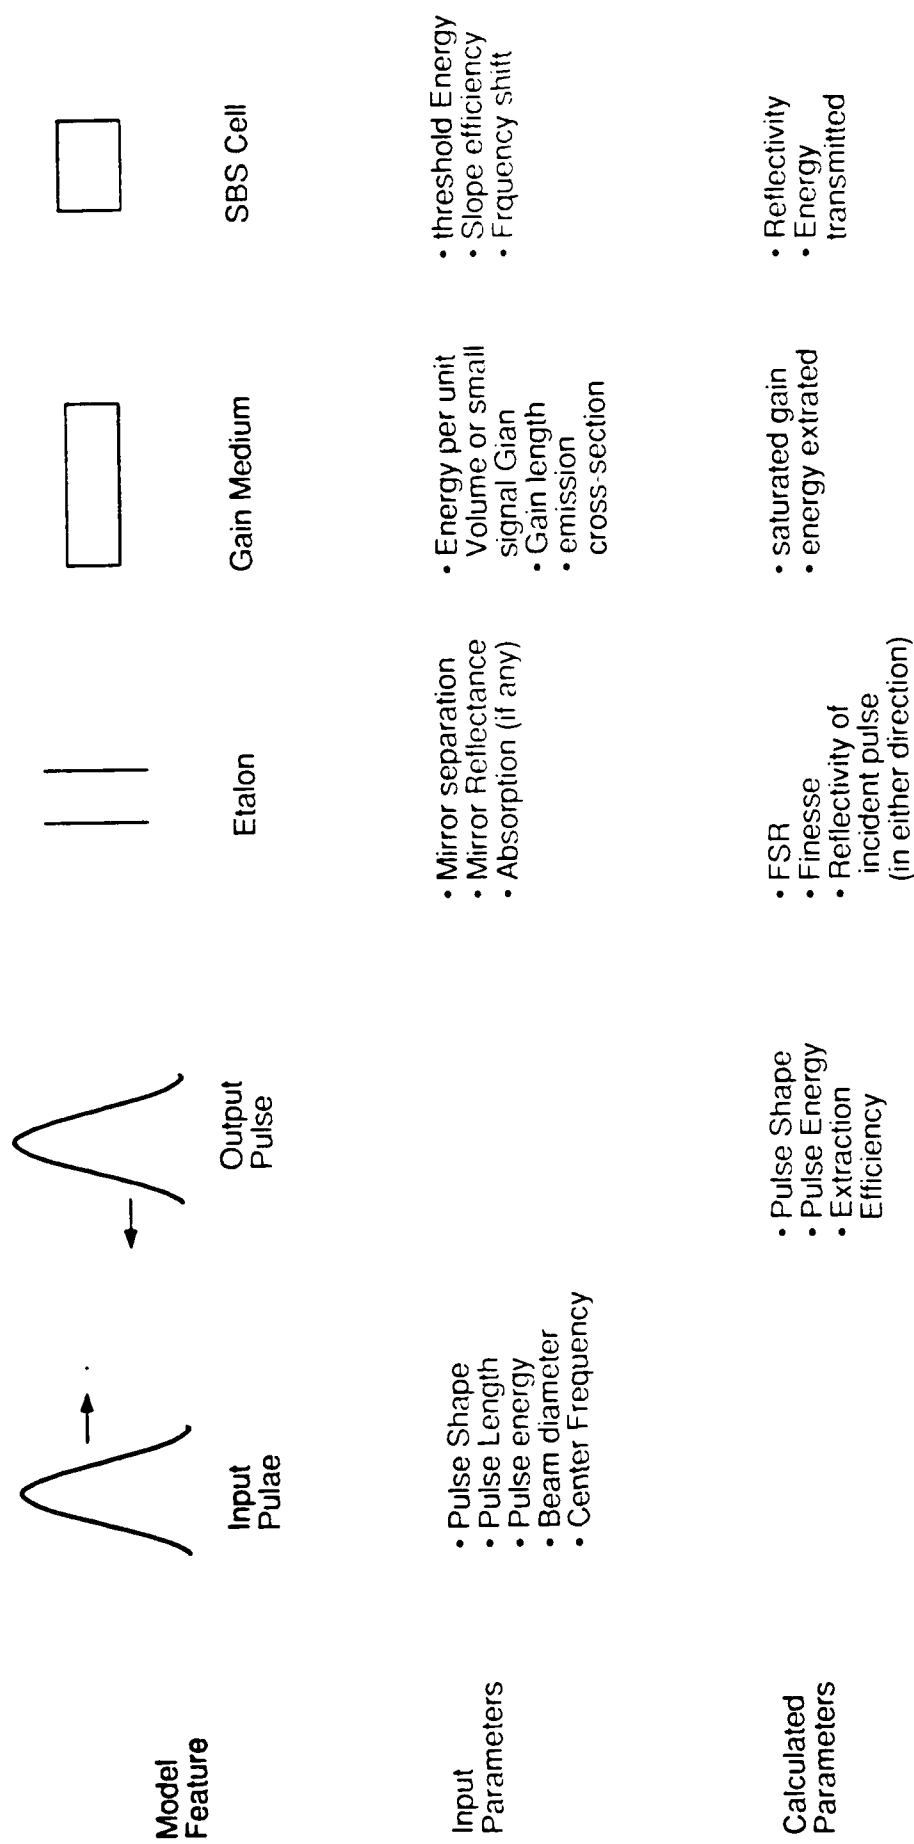 Model
Feature
Input
Pulae
Output
Pulse
Etalon
Gain Medium
SBS Cell
Input
Parameters
• Pulse Shape
• Pulse Length
• Pulse energy
• Beam diameter
• Center Frequency
• Mirror separation
• Mirror Reflectance
• Absorption (if any)
• Energy per unit
Volume or small
signal Gian
• Gain length
• emission
cross-section
• threshold Energy
• Slope efficiency
• Frquency shift
Calculated
Parameters
• Pulse Shape
• Pulse Energy
• Extraction
Efficiency
• FSR
• Finesse
• Reflectivity of
incident pulse
(in either direction)
• saturated gain
• energy extrated
• Reflectivity
• Energy
transmitted